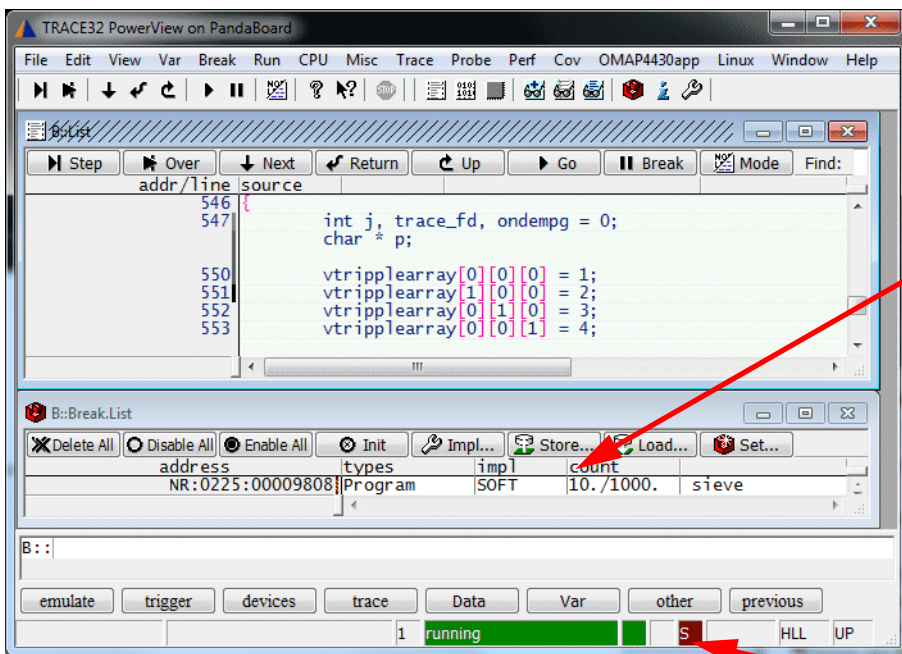 TRACE32 PowerView on PandaBoard
File Edit View Var Break Run CPU Misc Trace Probe Perf Cov OMAP4430app Linux Window Help
B::List
Step Over Next Return Up Go Break Mode Find:
addr/line source
546 {
547 int j, trace_fd, ondempg = 0;
char * p;
550 vtripplearray[0][0][0] = 1;
551 vtripplearray[1][0][0] = 2;
552 vtripplearray[0][1][0] = 3;
553 vtripplearray[0][0][1] = 4;
B::Break.List
Delete All Disable All Enable All Init Impl... Store... Load... Set...
address types impl count
NR:0225:00009808 Program SOFT 10./1000. sieve
B::
emulate trigger devices trace Data Var other previous
1 running S HLL UP